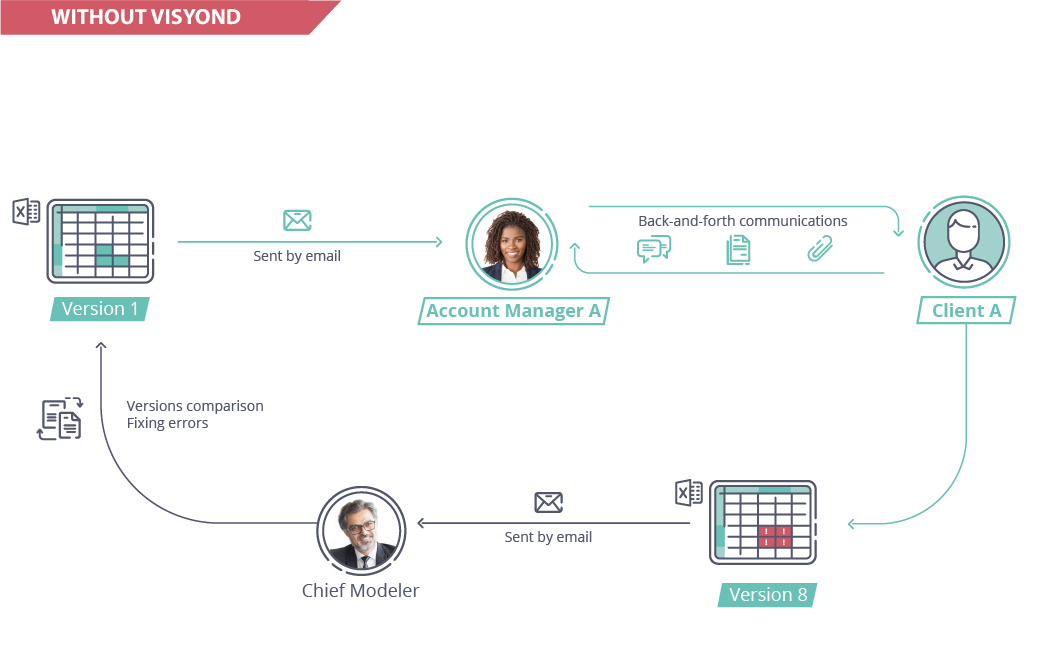 WITHOUT VISYOND
X
Sent by email
Back-and-forth communications
Version 1
Account Manager A
Client A
Versions comparison
Fixing errors
X
! !
! !
Sent by email
Chief Modeler
Version 8